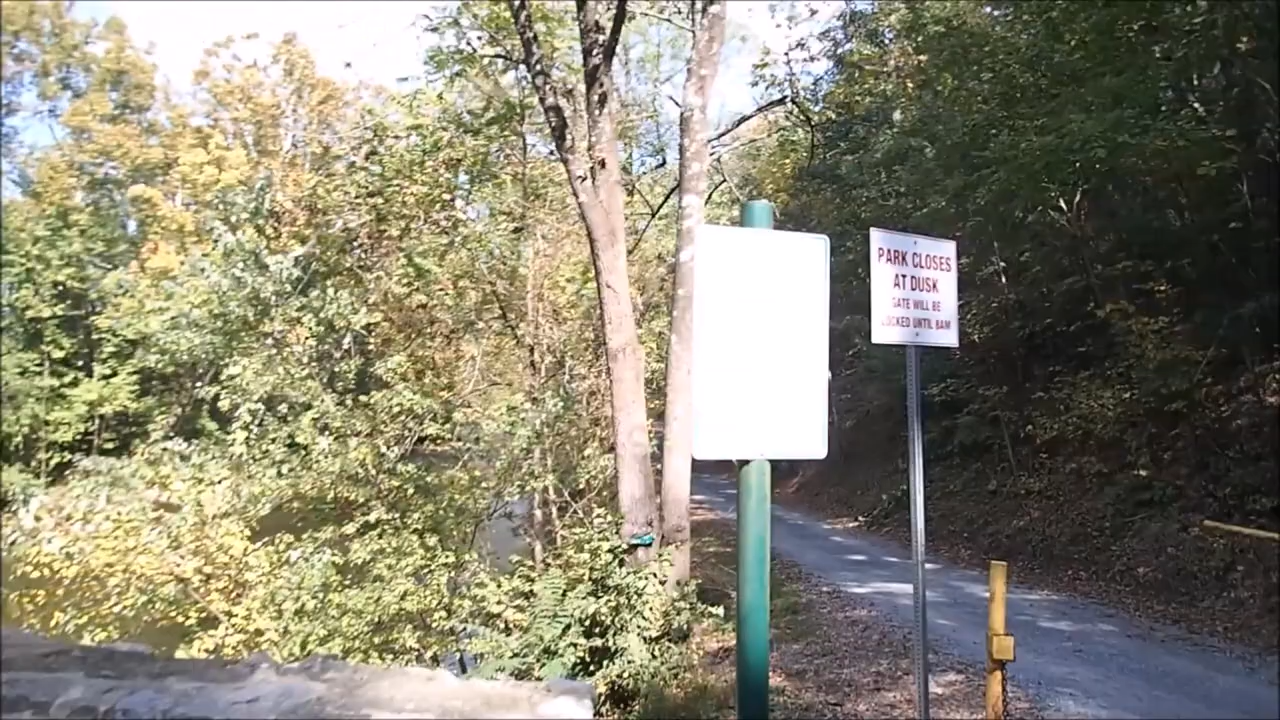 PARK CLOSES
AT DUSK
GATE WILL BE
LOCKED UNTIL 8AM